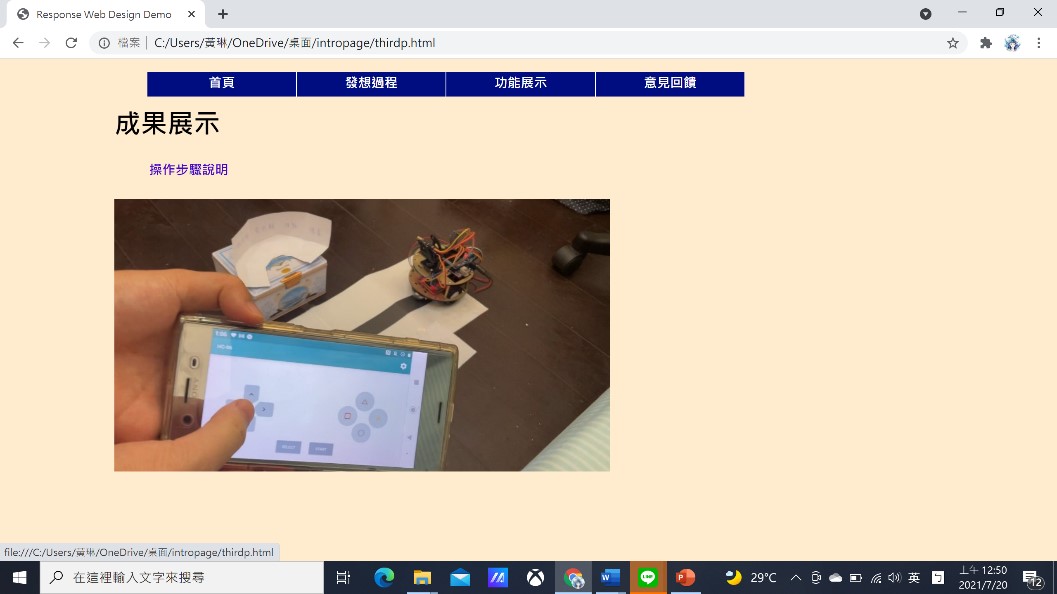 Response Web Design Demo
檔案 C:/Users/黃琳/OneDrive/桌面/intropage/thirdp.html
首頁 發想過程 功能展示 意見回饋
成果展示
操作步驟說明
SELECT START
file:///C:/Users/黃琳/OneDrive/桌面/intropage/thirdp.html
在這裡輸入文字來搜尋
29°C
英
上午 12:50
2021/7/20
12